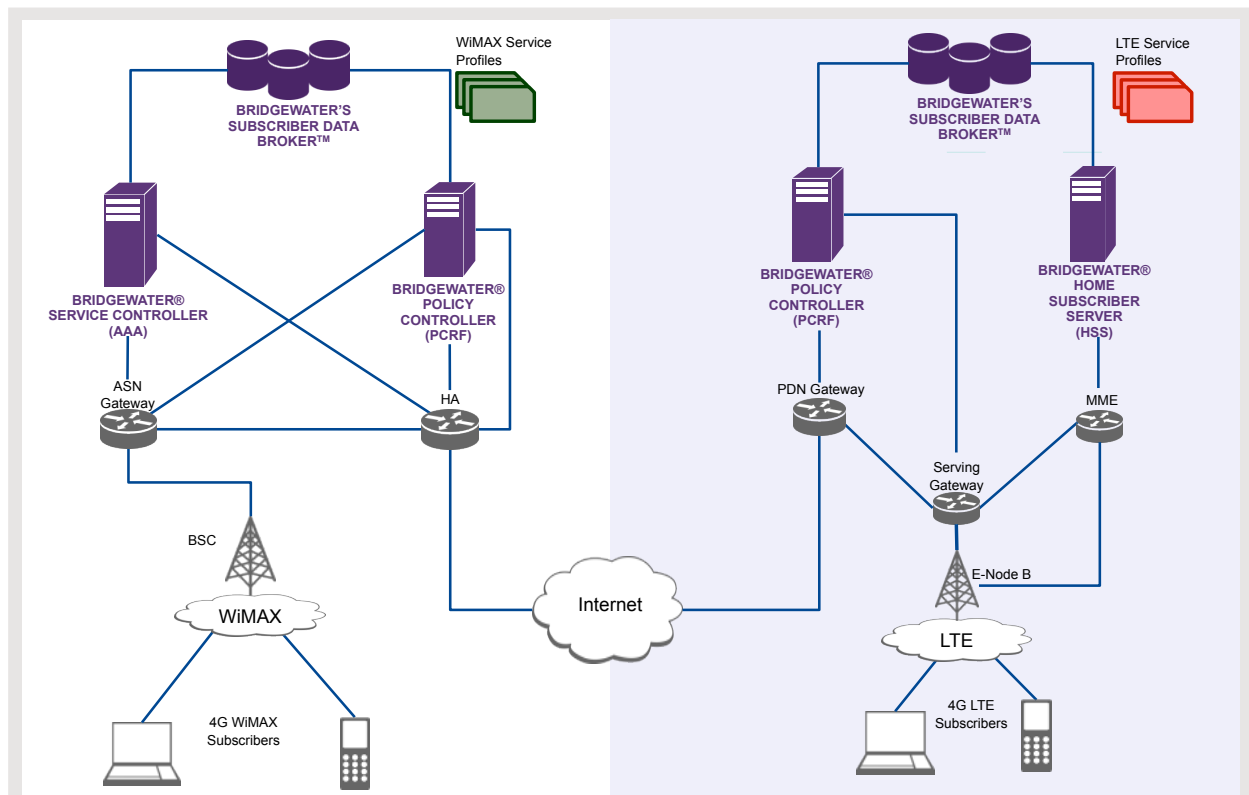 WiMAX Service
Profiles
BRIDGEWATER'S
SUBSCRIBER DATA
BROKER™
BRIDGEWATER®
SERVICE CONTROLLER
(AAA)
BRIDGEWATER®
POLICY
CONTROLLER
(PCRF)
ASN
Gateway
HA
BSC
WiMAX
4G WiMAX
Subscribers
Internet
LTE Service
Profiles
BRIDGEWATER'S
SUBSCRIBER DATA
BROKER™
BRIDGEWATER®
POLICY
CONTROLLER
(PCRF)
BRIDGEWATER®
HOME
SUBSCRIBER
SERVER
(HSS)
PDN Gateway
MME
Serving
Gateway
E-Node B
LTE
4G LTE
Subscribers